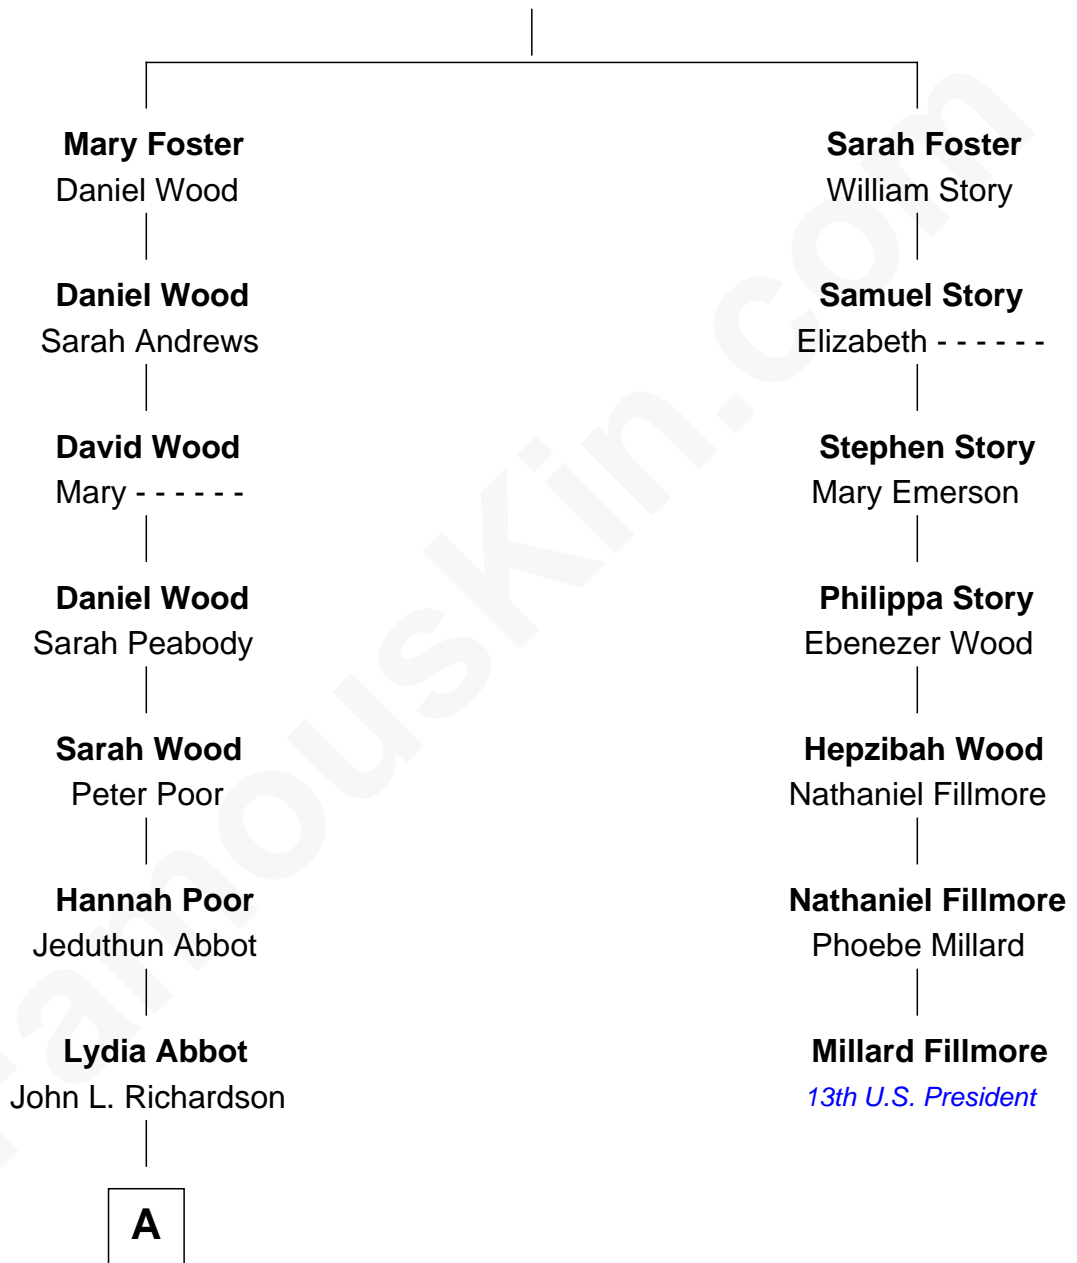 Mary Foster
Daniel Wood
Daniel Wood
Sarah Andrews
David Wood
Mary - - - - - -
Daniel Wood
Sarah Peabody
Sarah Wood
Peter Poor
Hannah Poor
Jeduthun Abbot
Lydia Abbot
John L. Richardson
A
Sarah Foster
William Story
Samuel Story
Elizabeth - - - - - -
Stephen Story
Mary Emerson
Philippa Story
Ebenezer Wood
Hepzibah Wood
Nathaniel Fillmore
Nathaniel Fillmore
Phoebe Millard
Millard Fillmore
13th U.S. President
FamousKin.com